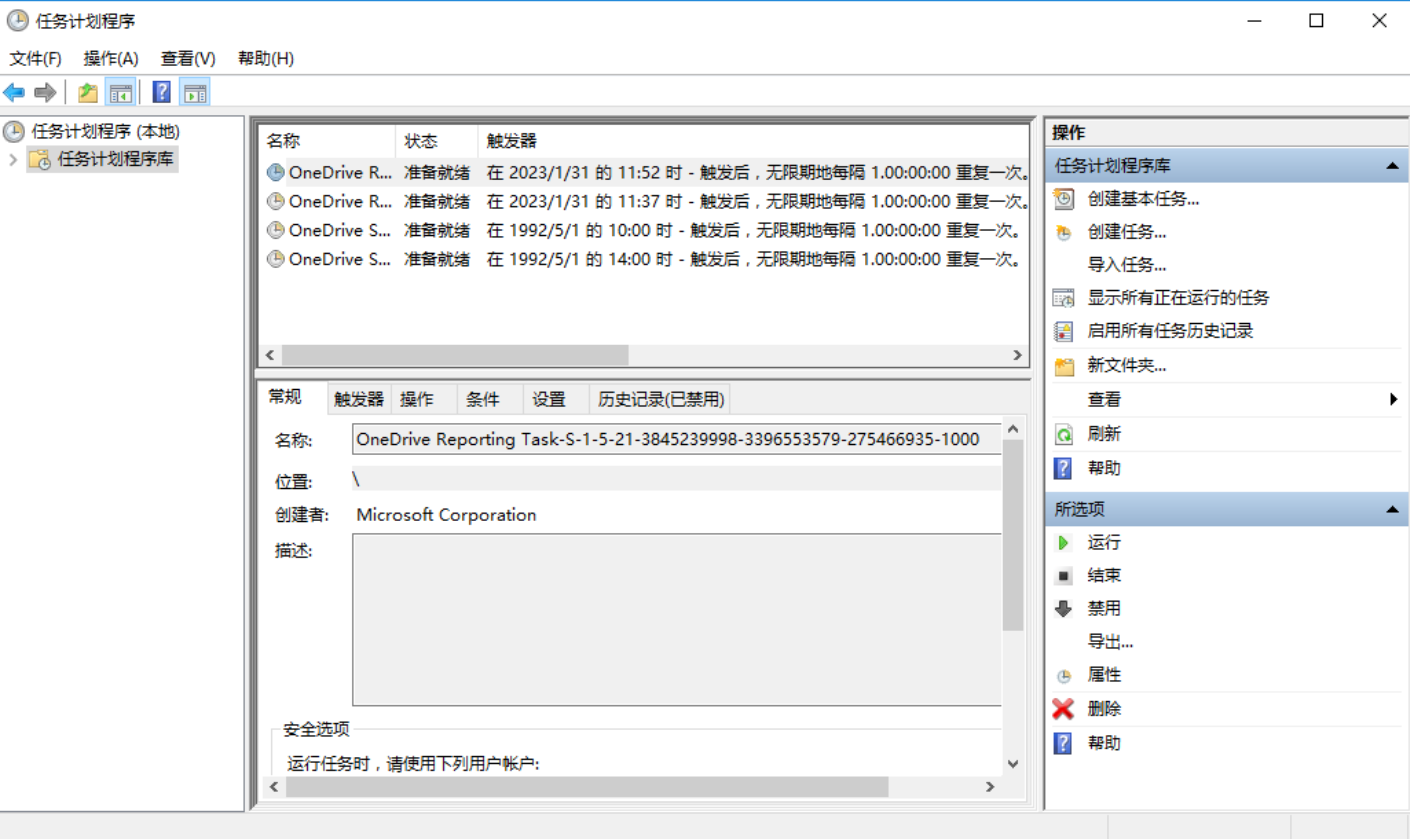 任务计划程序
文件(F) 操作(A) 查看(V) 帮助(H)
任务计划程序 (本地)
任务计划程序库
名称 状态 触发器
OneDrive R... 准备就绪 在 2023/1/31 的 11:52 时 - 触发后，无限期地每隔 1.00:00:00 重复一次。
OneDrive R... 准备就绪 在 2023/1/31 的 11:37 时 - 触发后，无限期地每隔 1.00:00:00 重复一次。
OneDrive S... 准备就绪 在 1992/5/1 的 10:00 时 - 触发后，无限期地每隔 1.00:00:00 重复一次。
OneDrive S... 准备就绪 在 1992/5/1 的 14:00 时 - 触发后，无限期地每隔 1.00:00:00 重复一次。
常规 触发器 操作 条件 设置 历史记录(已禁用)
名称: OneDrive Reporting Task-S-1-5-21-3845239998-3396553579-275466935-1000
位置: \
创建者: Microsoft Corporation
描述:
安全选项
运行任务时，请使用下列用户帐户:
操作
任务计划程序库
创建基本任务...
创建任务...
导入任务...
显示所有正在运行的任务
启用所有任务历史记录
新文件夹...
查看
刷新
帮助
所选项
运行
结束
禁用
导出...
属性
删除
帮助